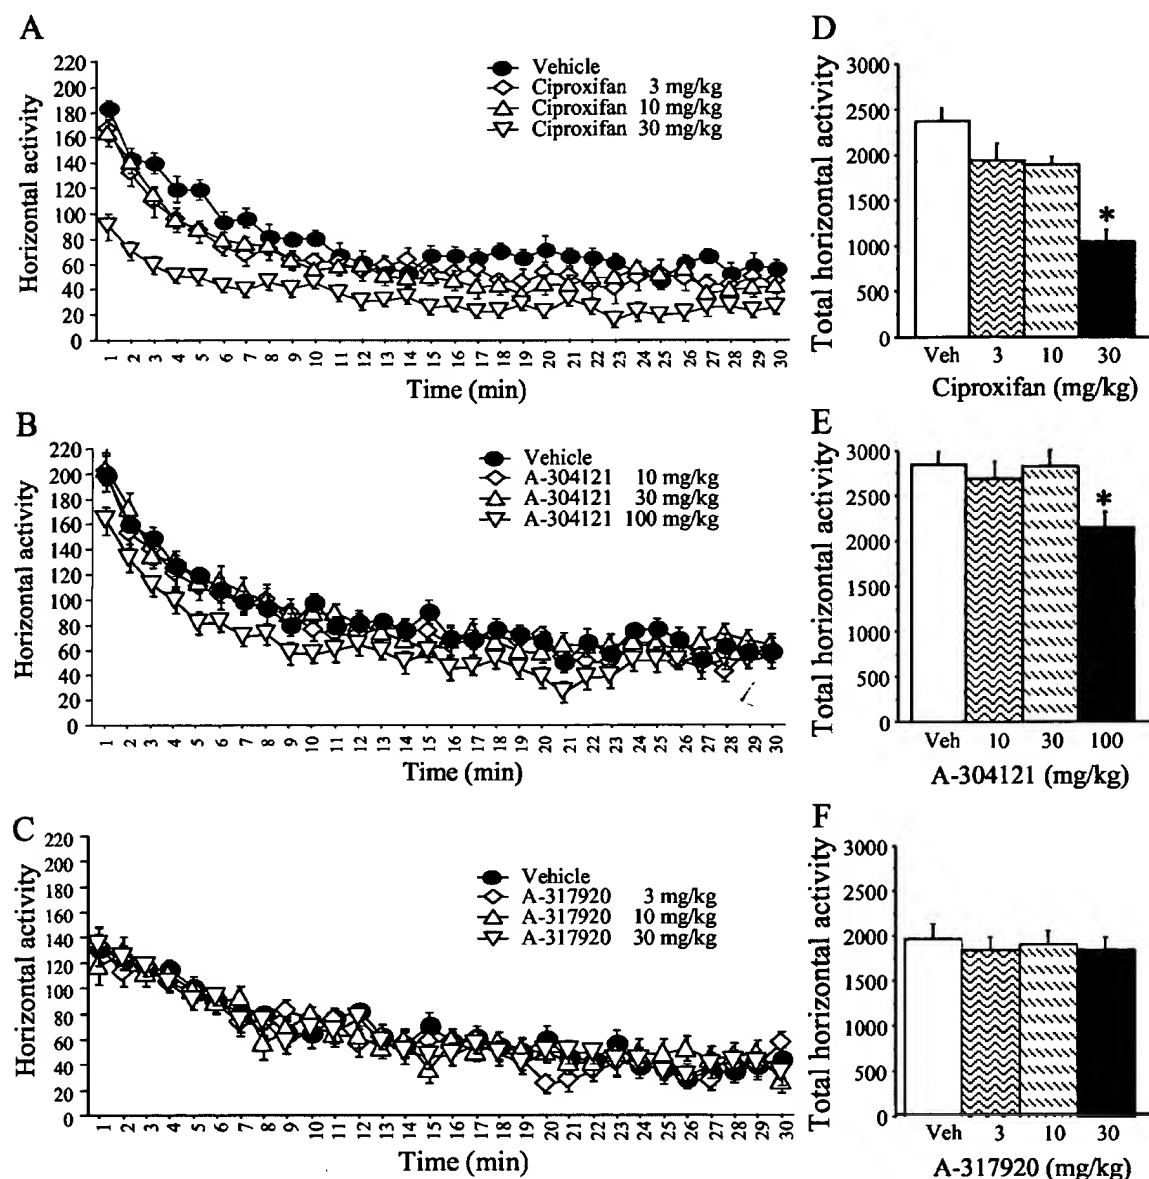 A
Horizontal activity
220
200
180
160
140
120
100
80
60
40
20
0
Vehicle
Ciproxifan 3 mg/kg
Ciproxifan 10 mg/kg
Ciproxifan 30 mg/kg
1 2 3 4 5 6 7 8 9 10 11 12 13 14 15 16 17 18 19 20 21 22 23 24 25 26 27 28 29 30
Time (min)
D
Total horizontal activity
3000
2500
2000
1500
1000
500
0
*
Veh 3 10 30
Ciproxifan (mg/kg)
B
Horizontal activity
220
200
180
160
140
120
100
80
60
40
20
0
Vehicle
A-304121 10 mg/kg
A-304121 30 mg/kg
A-304121 100 mg/kg
1 2 3 4 5 6 7 8 9 10 11 12 13 14 15 16 17 18 19 20 21 22 23 24 25 26 27 28 29 30
Time (min)
E
Total horizontal activity
3000
2500
2000
1500
1000
500
0
*
Veh 10 30 100
A-304121 (mg/kg)
C
Horizontal activity
220
200
180
160
140
120
100
80
60
40
20
0
Vehicle
A-317920 3 mg/kg
A-317920 10 mg/kg
A-317920 30 mg/kg
1 2 3 4 5 6 7 8 9 10 11 12 13 14 15 16 17 18 19 20 21 22 23 24 25 26 27 28 29 30
Time (min)
F
Total horizontal activity
3000
2500
2000
1500
1000
500
0
Veh 3 10 30
A-317920 (mg/kg)